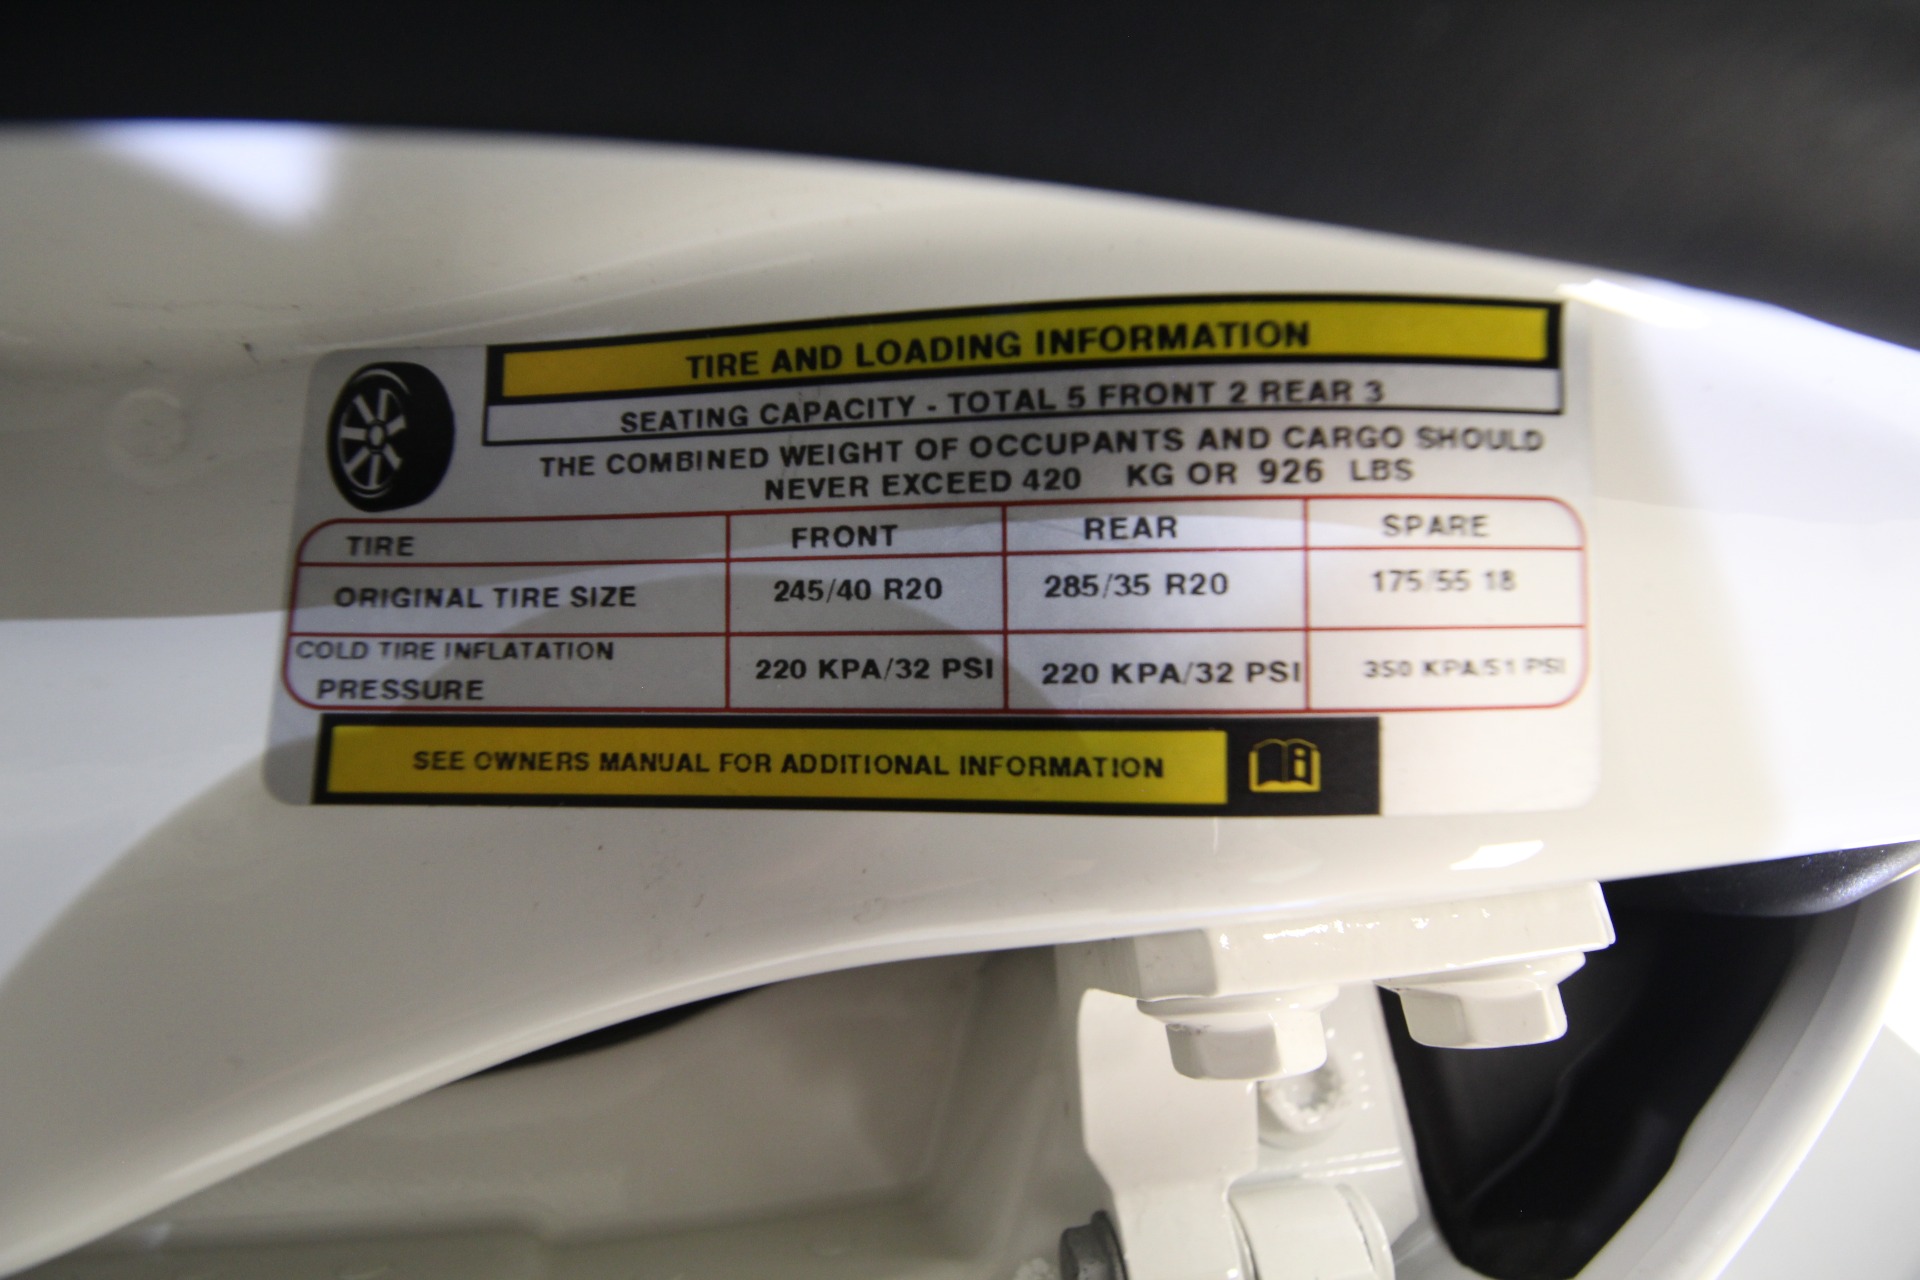 TIRE AND LOADING INFORMATION
SEATING CAPACITY - TOTAL 5 FRONT 2 REAR 3
THE COMBINED WEIGHT OF OCCUPANTS AND CARGO SHOULD
NEVER EXCEED 420 KG OR 926 LBS
TIRE FRONT REAR SPARE
ORIGINAL TIRE SIZE 245/40 R20 285/35 R20 175/55 18
COLD TIRE INFLATATION
PRESSURE 220 KPA/32 PSI 220 KPA/32 PSI 350 KPA/51 PSI
SEE OWNERS MANUAL FOR ADDITIONAL INFORMATION